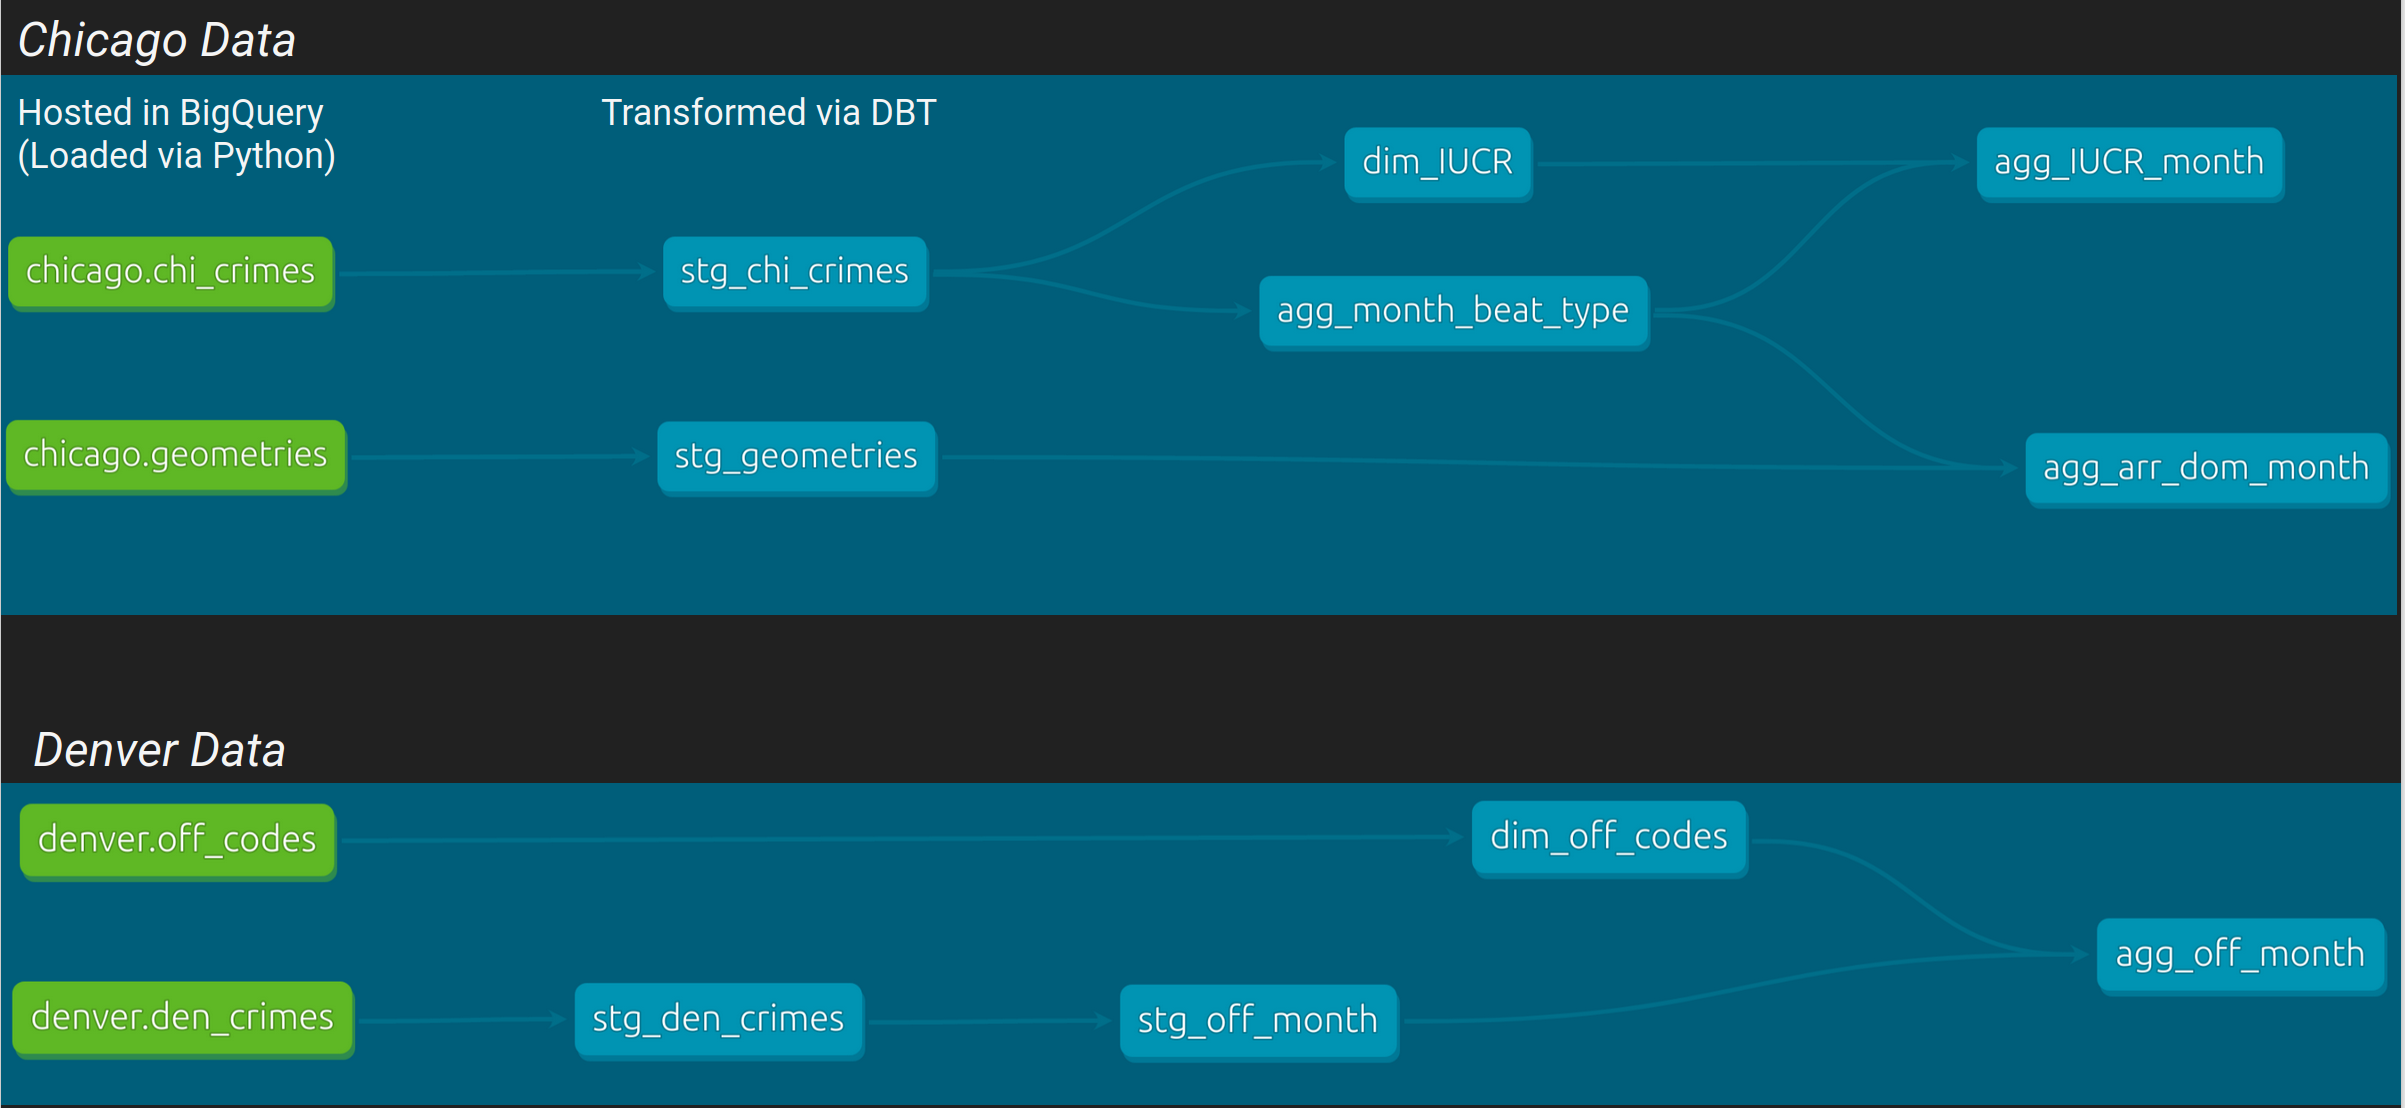 Chicago Data
Hosted in BigQuery
(Loaded via Python)
Transformed via DBT
dim_IUCR
agg_IUCR_month
chicago.chi_crimes
stg_chi_crimes
agg_month_beat_type
chicago.geometries
stg_geometries
agg_arr_dom_month
Denver Data
denver.off_codes
dim_off_codes
agg_off_month
denver.den_crimes
stg_den_crimes
stg_off_month